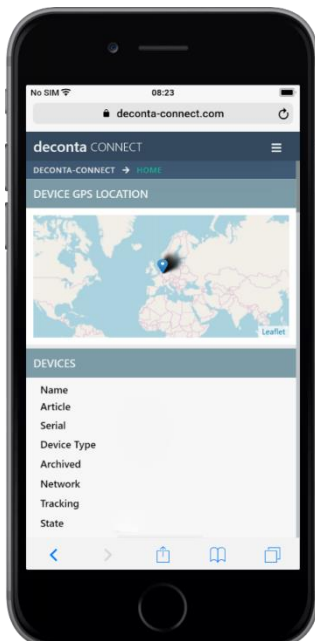 No SIM 08:23
deconta-connect.com
deconta CONNECT
DECONTA-CONNECT → HOME
DEVICE GPS LOCATION
Leaflet
DEVICES
Name
Article
Serial
Device Type
Archived
Network
Tracking
State